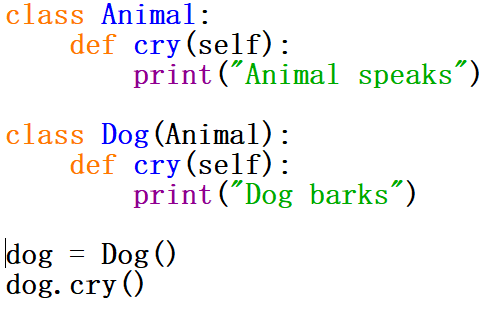 class Animal:
    def cry(self):
        print("Animal speaks")

class Dog(Animal):
    def cry(self):
        print("Dog barks")

dog = Dog()
dog.cry()